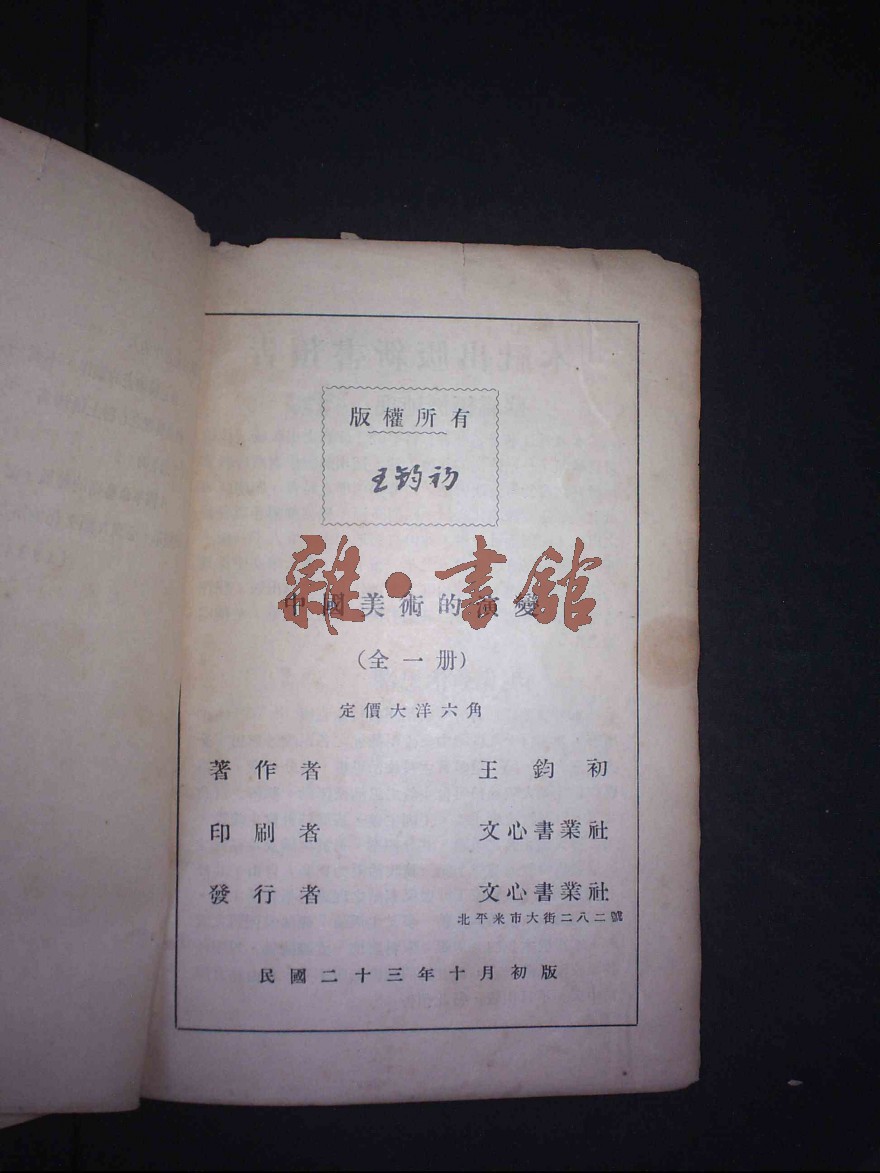 版權所有
王鈞初
雜·書館
中國美術的演變
(全一册)
定價大洋六角
著作者 王鈞初
印刷者 文心書業社
發行者 文心書業社
北平米市大街二八二號
民國二十三年十月初版